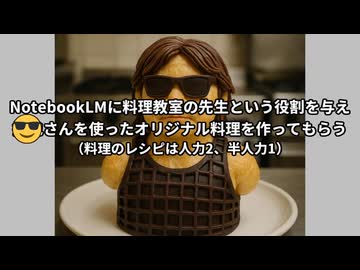 NotebookLMに料理教室の先生という役割を与え
😎さんを使ったオリジナル料理を作ってもらう
(料理のレシピは人力2、半人力1)